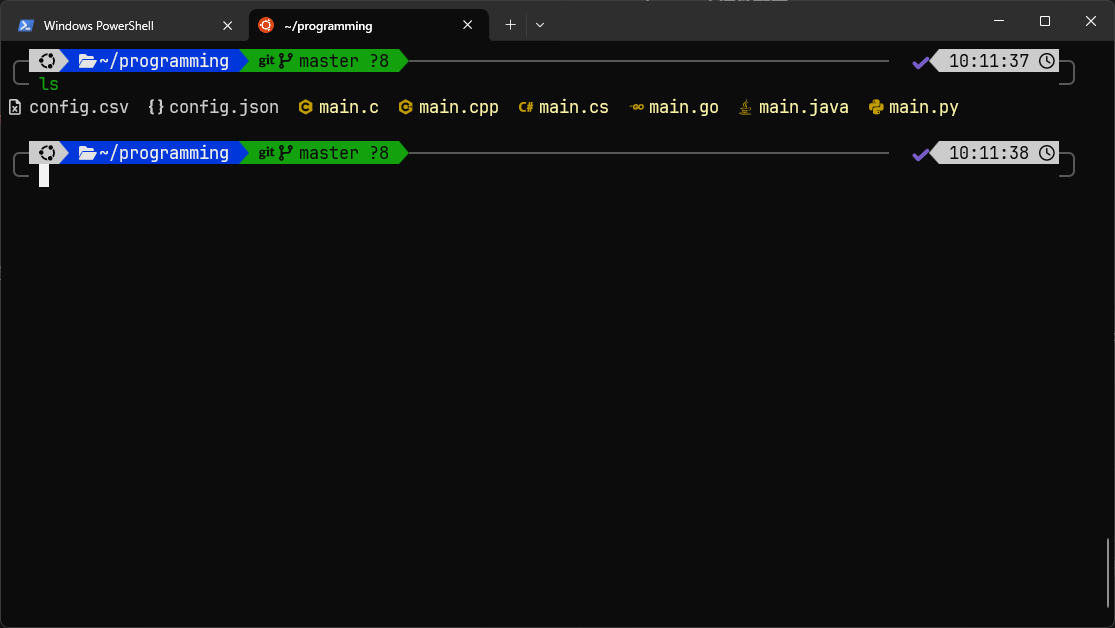 Windows PowerShell ~/programming
~/programming git master ?8 10:11:37
ls
config.csv {} config.json main.c main.cpp C# main.cs GO main.go main.java main.py
~/programming git master ?8 10:11:38